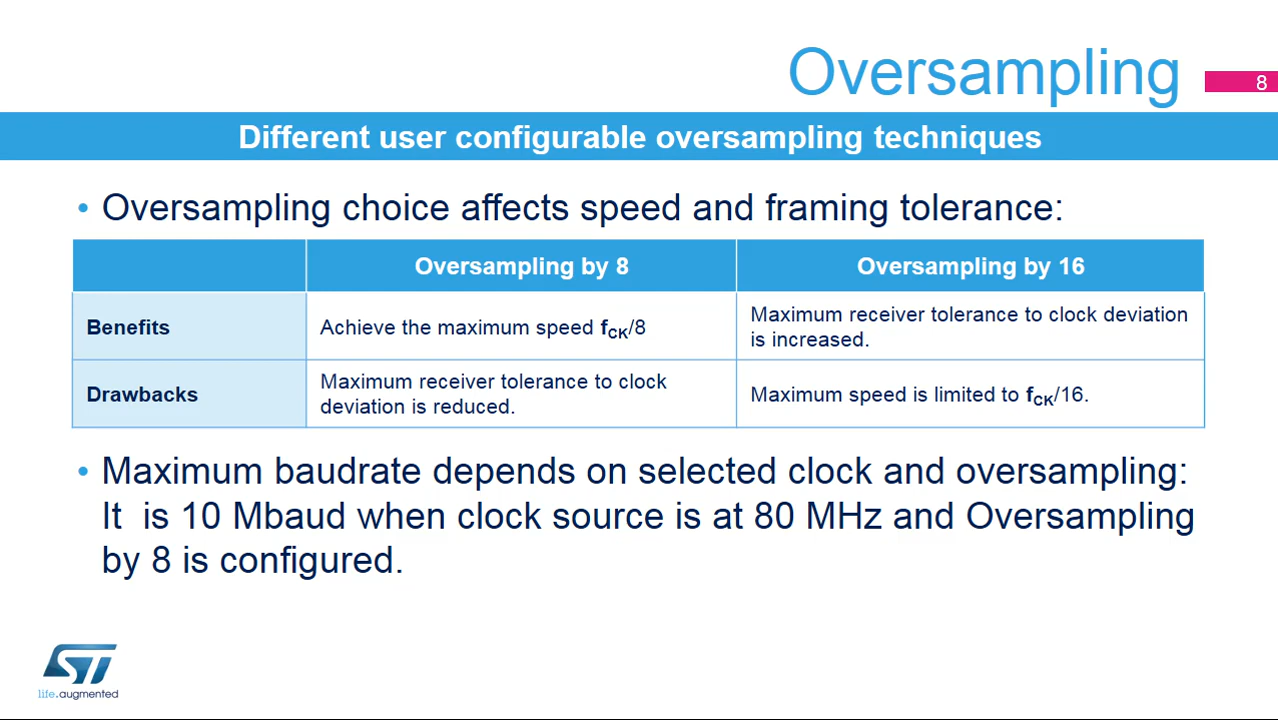 Oversampling
8
Different user configurable oversampling techniques
• Oversampling choice affects speed and framing tolerance:
Oversampling by 8
Oversampling by 16
Benefits
Achieve the maximum speed fCK/8
Maximum receiver tolerance to clock deviation
is increased.
Drawbacks
Maximum receiver tolerance to clock
deviation is reduced.
Maximum speed is limited to fCK/16.
• Maximum baudrate depends on selected clock and oversampling:
It is 10 Mbaud when clock source is at 80 MHz and Oversampling
by 8 is configured.
ST
life.augmented